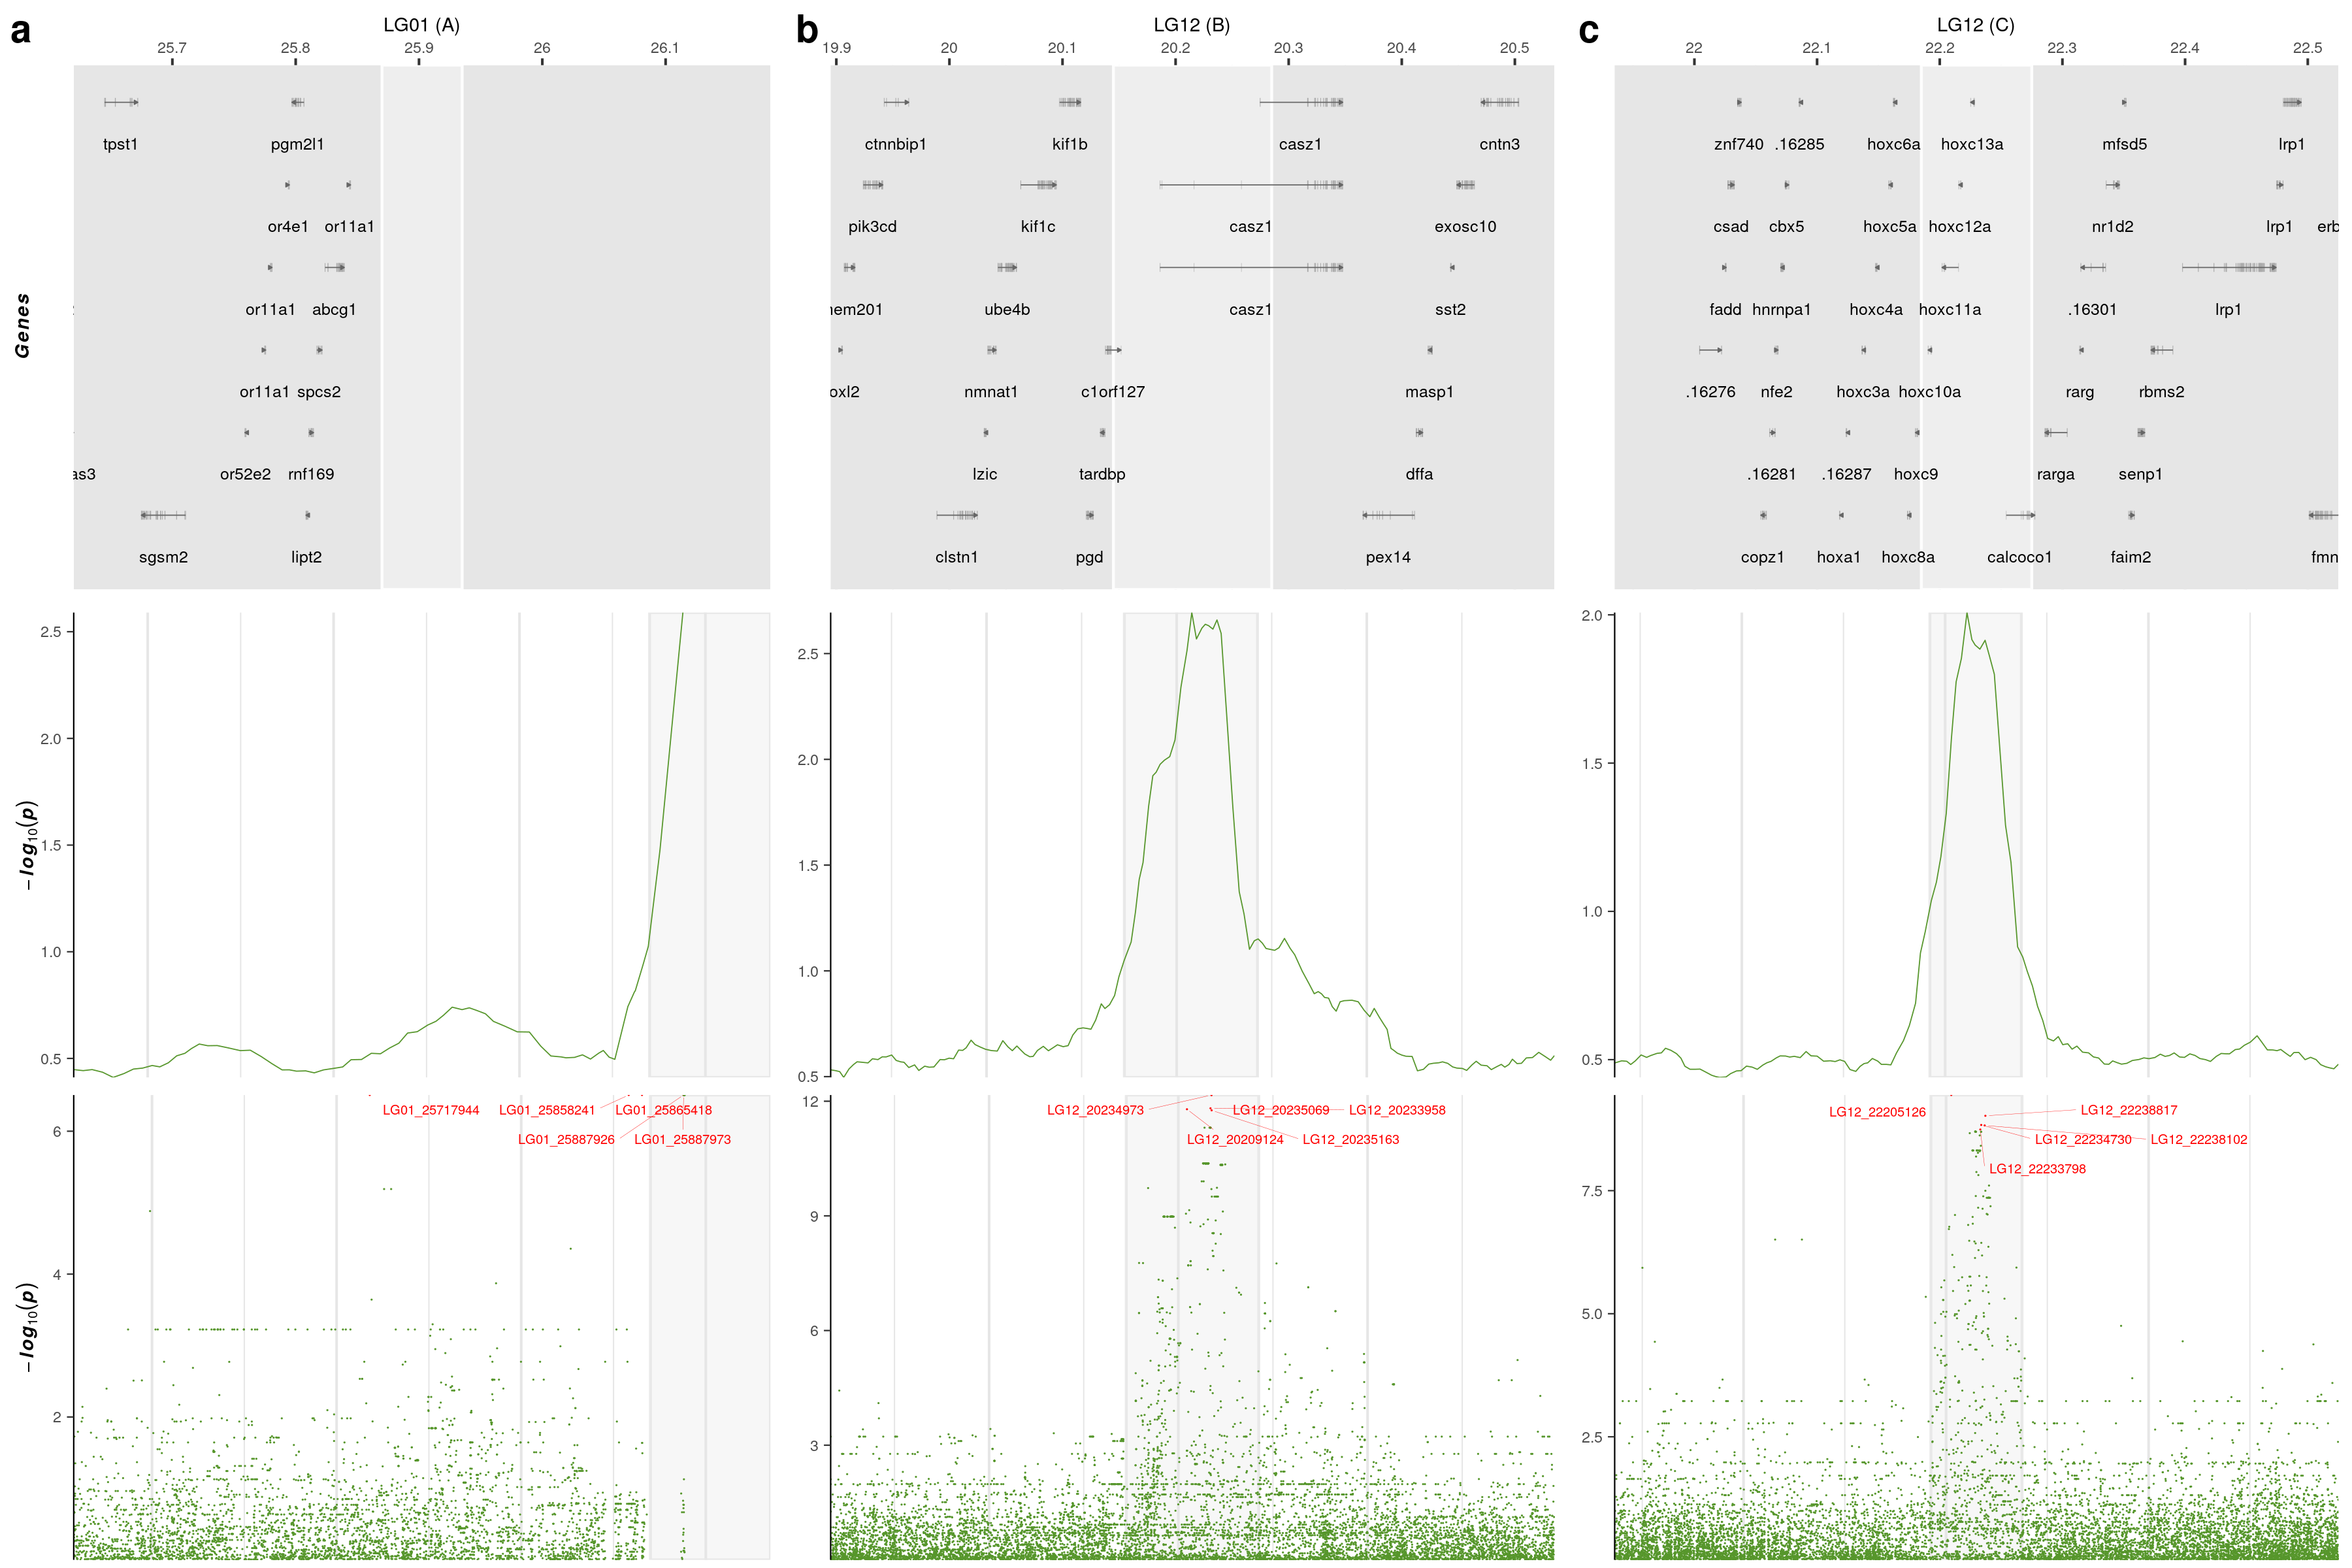 a LG01 (A) b LG12 (B) c LG12 (C)
25.7 25.8 25.9 26 26.1 19.9 20 20.1 20.2 20.3 20.4 20.5 22 22.1 22.2 22.3 22.4 22.5
Genes
tpst1 pgm2l1 ctnnbip1 kif1b casz1 cntn3 znf740 .16285 hoxc6a hoxc13a mfsd5 lrp1
or4e1 or11a1 pik3cd kif1c casz1 exosc10 csad cbx5 hoxc5a hoxc12a nr1d2 lrp1 erb
or11a1 abcg1 nem201 ube4b casz1 sst2 fadd hnrnpa1 hoxc4a hoxc11a .16301 lrp1
or11a1 spcs2 oxl2 nmnat1 c1orf127 masp1 .16276 nfe2 hoxc3a hoxc10a rarg rbms2
as3 or52e2 rnf169 lzic tardbp dffa .16281 .16287 hoxc9 rarga senp1
sgsm2 lipt2 clstn1 pgd pex14 copz1 hoxa1 hoxc8a calcoco1 faim2 fmn
−log10(p)
2.5
2.0
1.5
1.0
0.5
2.5
2.0
1.5
1.0
0.5
2.0
1.5
1.0
0.5
−log10(p)
6
4
2
LG01_25717944 LG01_25858241 LG01_25865418
LG01_25887926 LG01_25887973
12
9
6
3
LG12_20234973 LG12_20235069 LG12_20233958
LG12_20209124 LG12_20235163
7.5
5.0
2.5
LG12_22205126 LG12_22238817
LG12_22234730 LG12_22238102
LG12_22233798